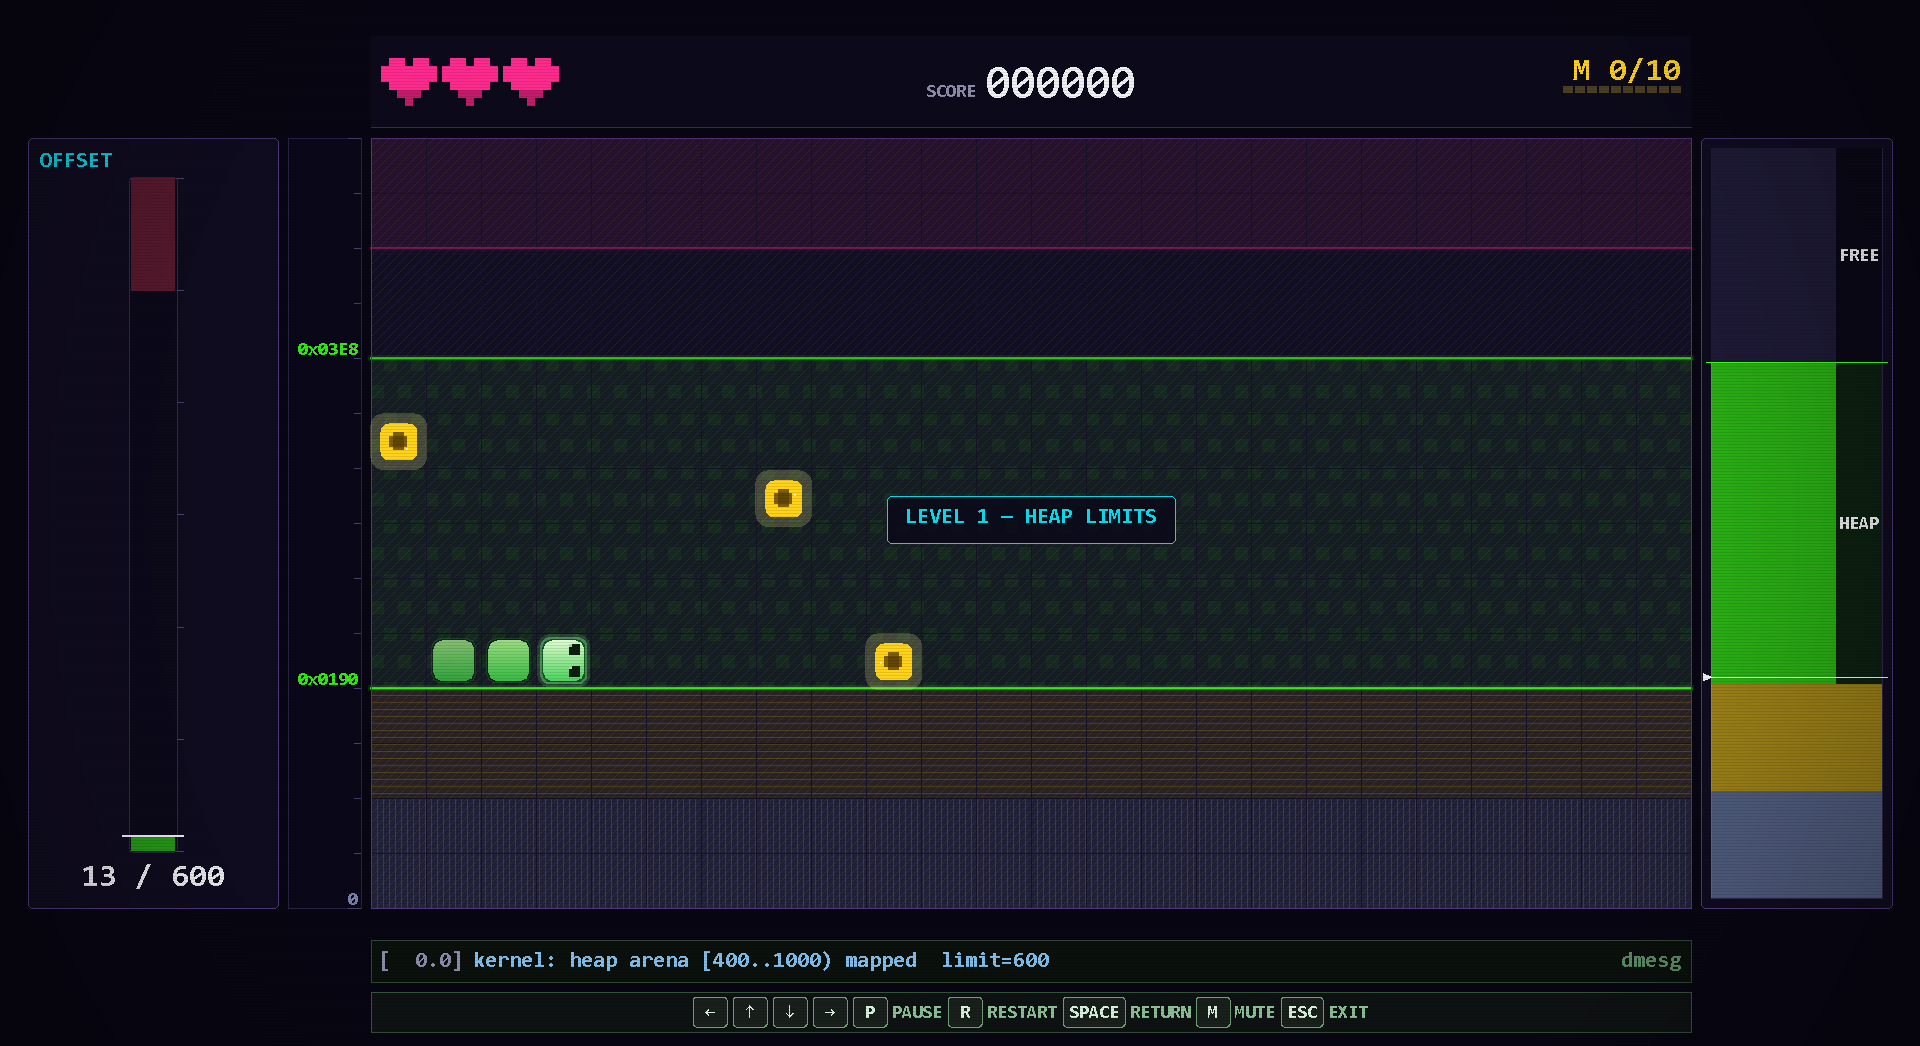 SCORE 000000
M 0/10
OFFSET
FREE
0x03E8
LEVEL 1 — HEAP LIMITS
HEAP
0x0190
13 / 600
0
[  0.0] kernel: heap arena [400..1000) mapped  limit=600
dmesg
← ↑ ↓ → P PAUSE R RESTART SPACE RETURN M MUTE ESC EXIT